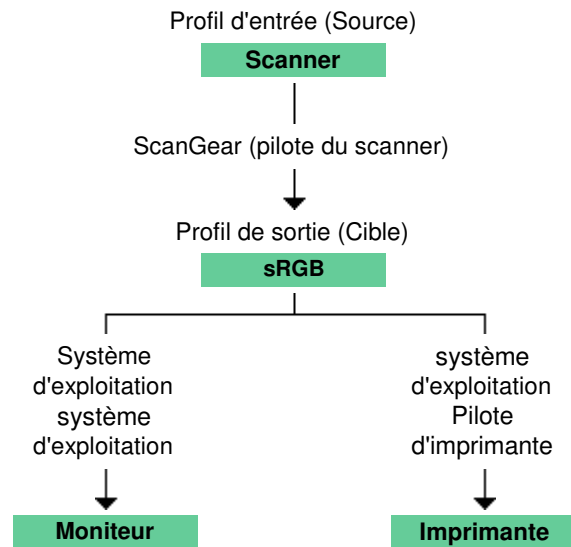 Profil d'entrée (Source)
Scanner
ScanGear (pilote du scanner)
Profil de sortie (Cible)
sRGB
Système
d'exploitation
système
d'exploitation
système
d'exploitation
Pilote
d'imprimante
Moniteur
Imprimante